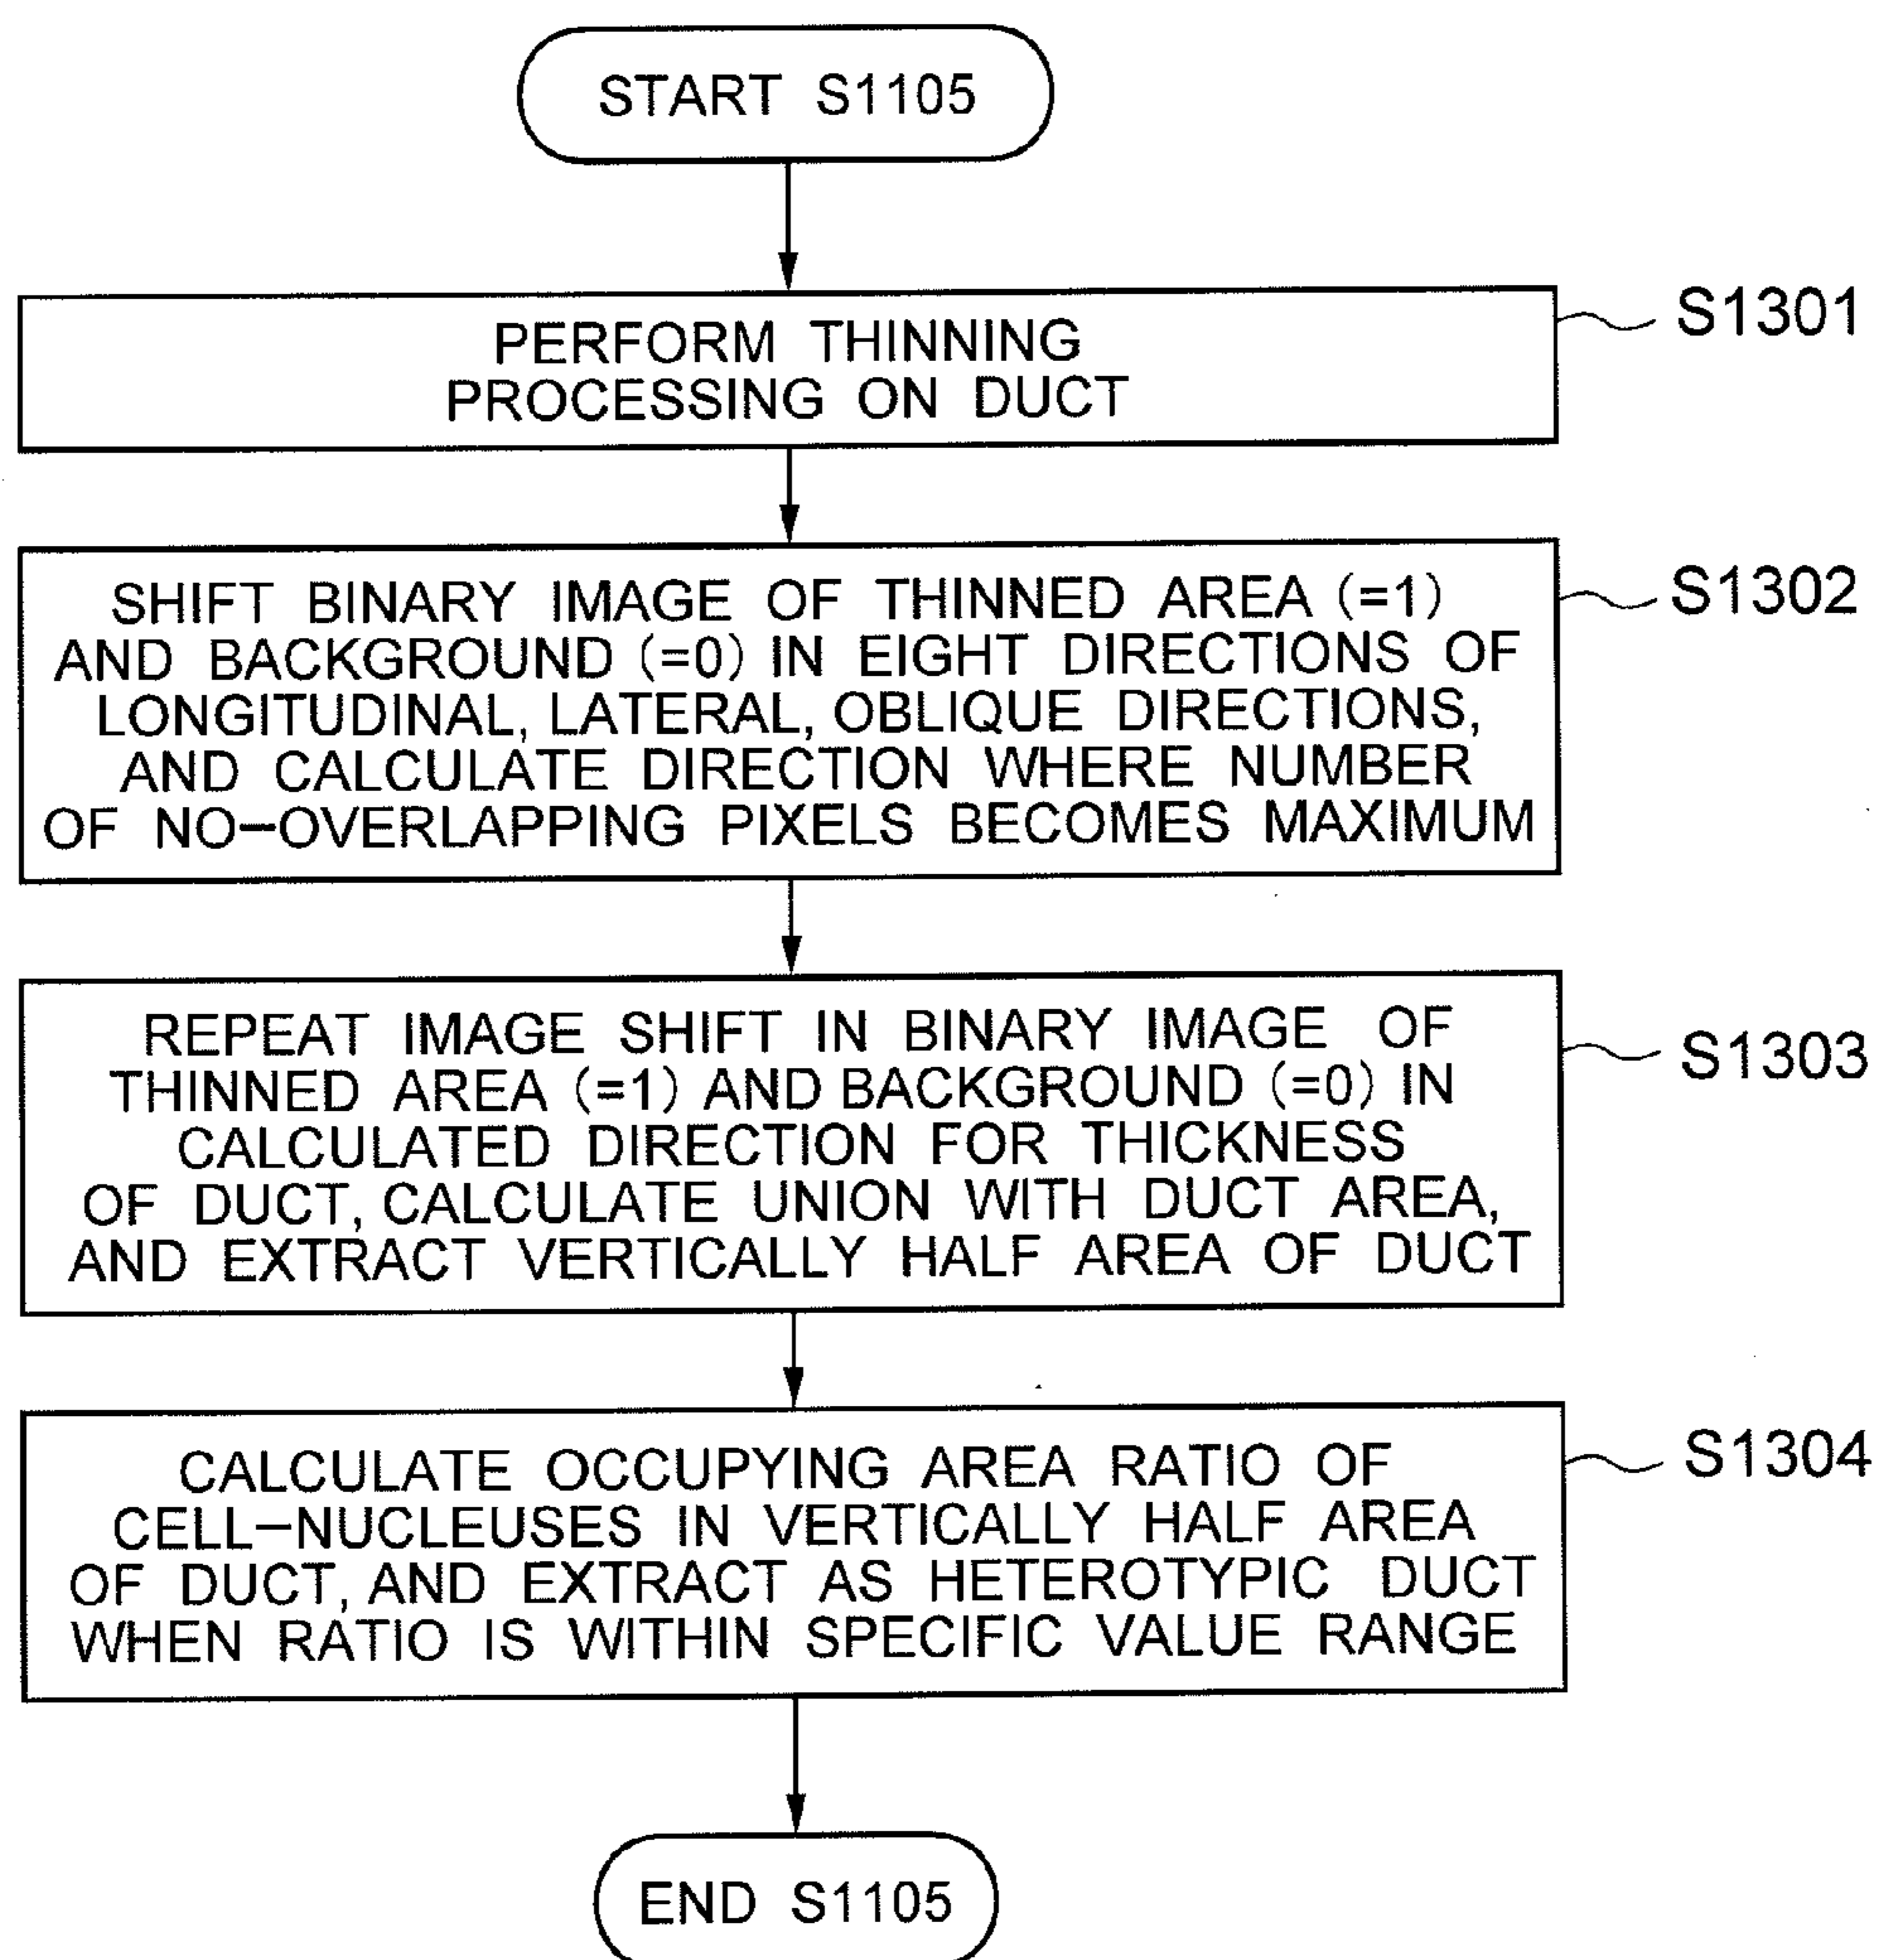 START S1105
PERFORM THINNING
PROCESSING ON DUCT
S1301
SHIFT BINARY IMAGE OF THINNED AREA (=1)
AND BACKGROUND (=0) IN EIGHT DIRECTIONS OF
LONGITUDINAL, LATERAL, OBLIQUE DIRECTIONS,
AND CALCULATE DIRECTION WHERE NUMBER
OF NO-OVERLAPPING PIXELS BECOMES MAXIMUM
S1302
REPEAT IMAGE SHIFT IN BINARY IMAGE OF
THINNED AREA (=1) AND BACKGROUND (=0) IN
CALCULATED DIRECTION FOR THICKNESS
OF DUCT, CALCULATE UNION WITH DUCT AREA,
AND EXTRACT VERTICALLY HALF AREA OF DUCT
S1303
CALCULATE OCCUPYING AREA RATIO OF
CELL-NUCLEUSES IN VERTICALLY HALF AREA
OF DUCT, AND EXTRACT AS HETEROTYPIC DUCT
WHEN RATIO IS WITHIN SPECIFIC VALUE RANGE
S1304
END S1105